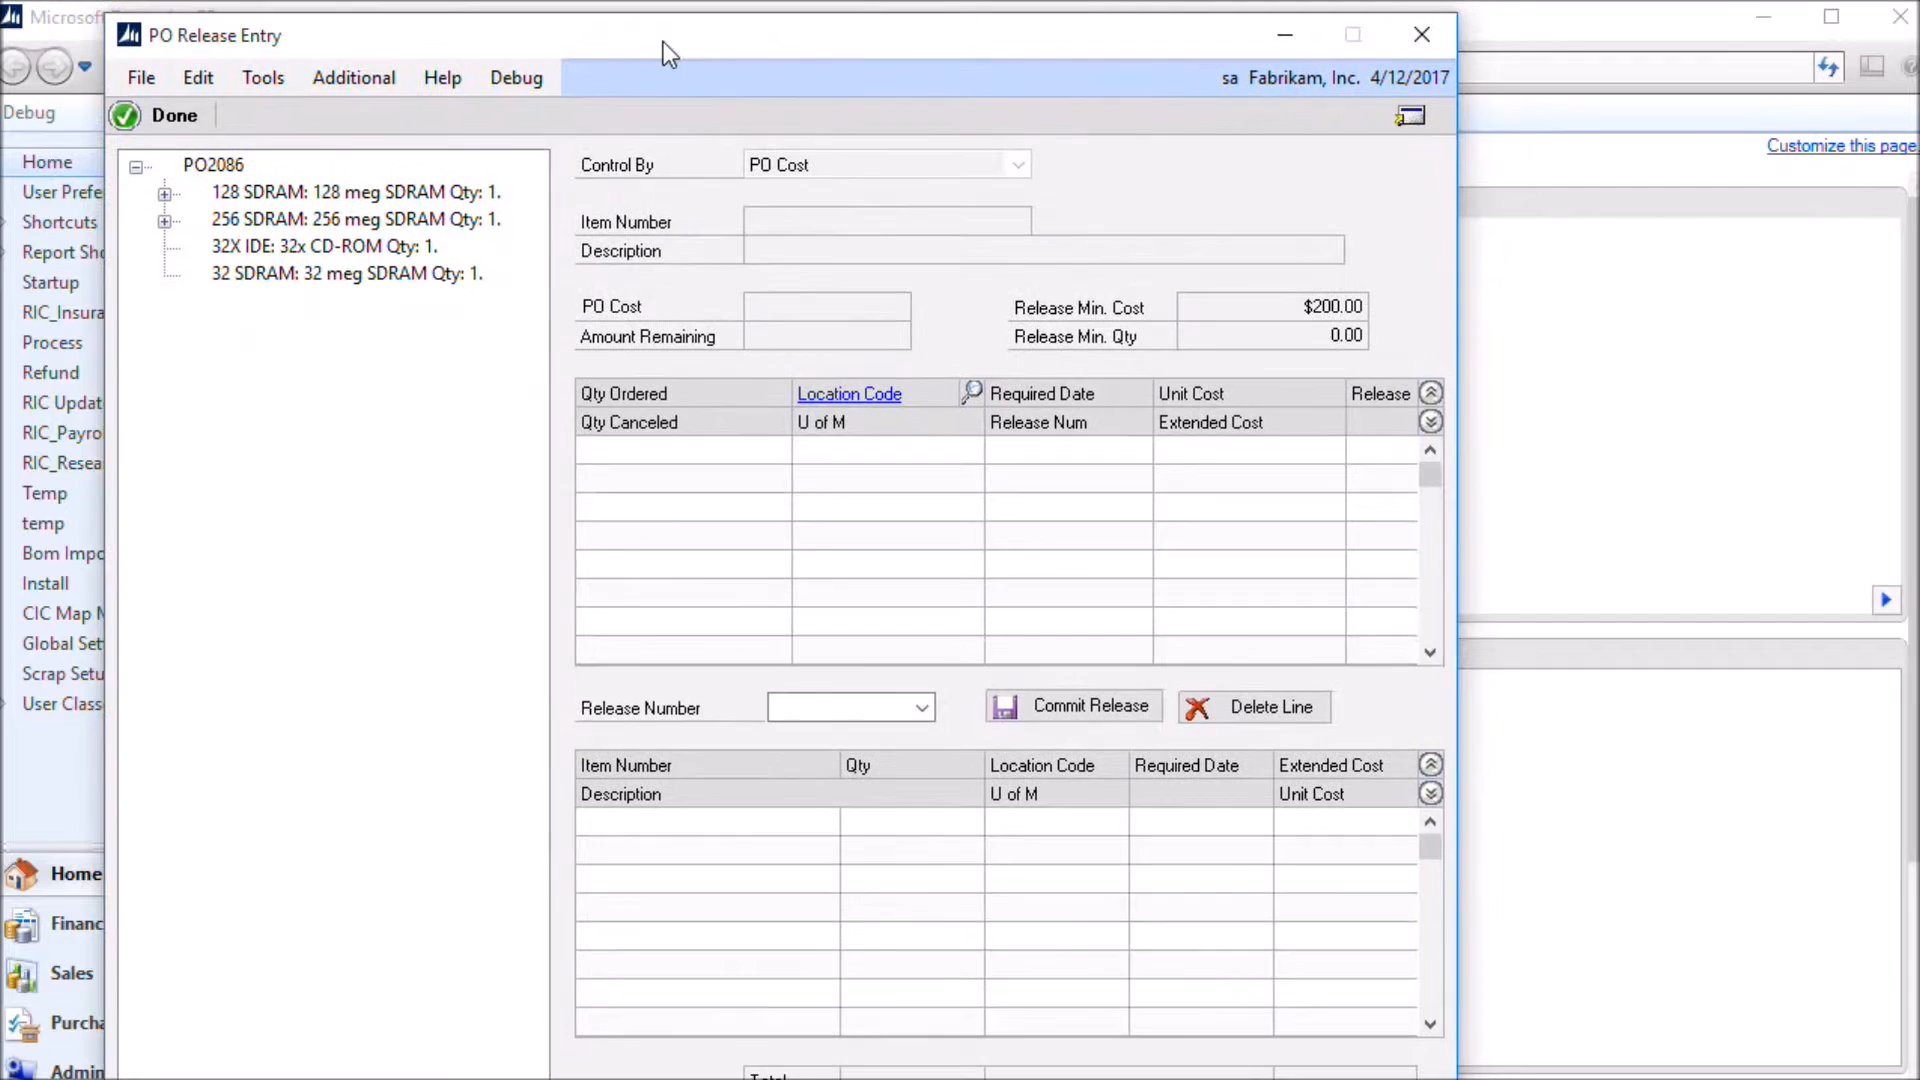 Microsoft
PO Release Entry
File Edit Tools Additional Help Debug
sa Fabrikam, Inc. 4/12/2017
Debug
Done
Customize this page
Home
User Prefe
Shortcuts
Report Sho
Startup
RIC_Insura
Process
Refund
RIC Updat
RIC_Payro
RIC_Resea
Temp
temp
Bom Impo
Install
CIC Map M
Global Set
Scrap Setu
User Class
Home
Financ
Sales
Purcha
Admin
PO2086
128 SDRAM: 128 meg SDRAM Qty: 1.
256 SDRAM: 256 meg SDRAM Qty: 1.
32X IDE: 32x CD-ROM Qty: 1.
32 SDRAM: 32 meg SDRAM Qty: 1.
Control By PO Cost
Item Number
Description
PO Cost Release Min. Cost $200.00
Amount Remaining Release Min. Qty 0.00
Qty Ordered Location Code Required Date Unit Cost Release
Qty Canceled U of M Release Num Extended Cost
Release Number Commit Release Delete Line
Item Number Qty Location Code Required Date Extended Cost
Description U of M Unit Cost
Total